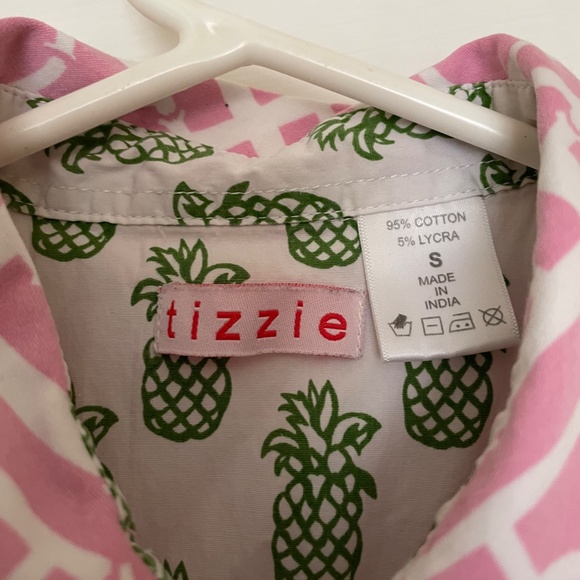 tizzie
95% COTTON
5% LYCRA
S
MADE
IN
INDIA